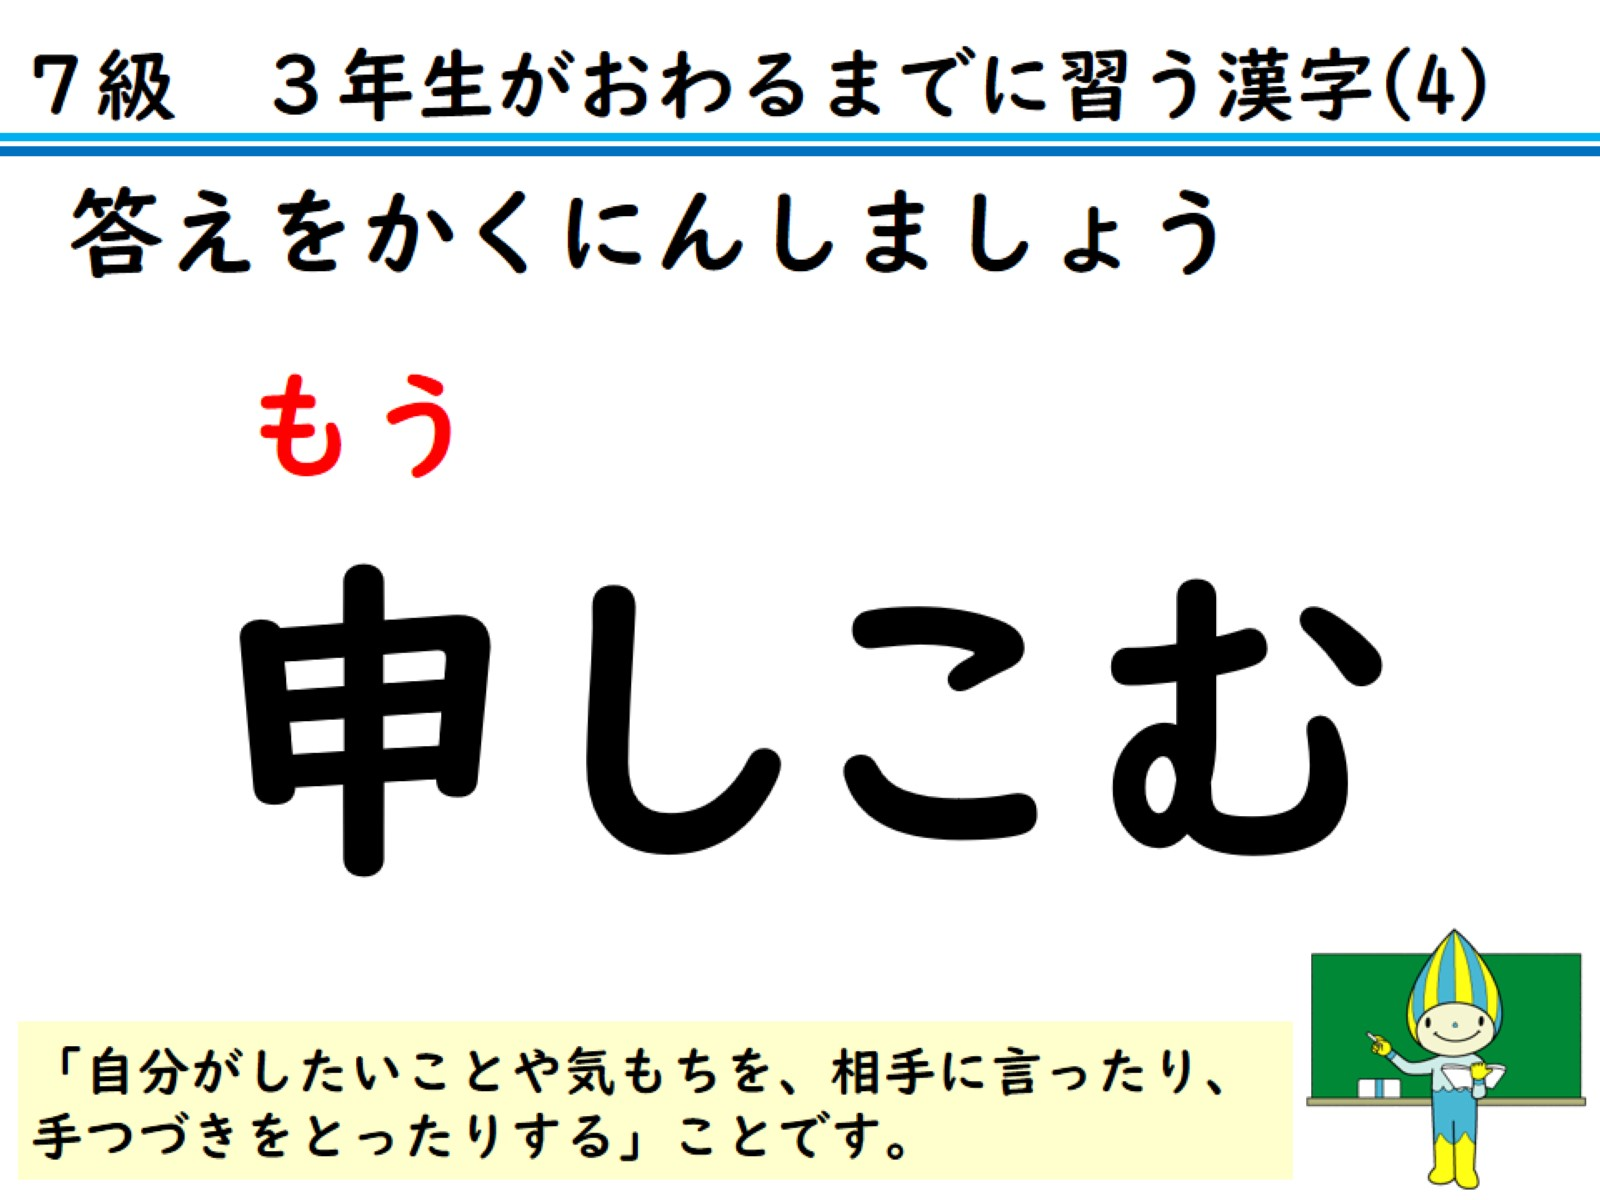 ７級　３年生がおわるまでに習う漢字(4)
答えをかくにんしましょう
もう
申しこむ
「自分がしたいことや気もちを、相手に言ったり、
手つづきをとったりする」ことです。